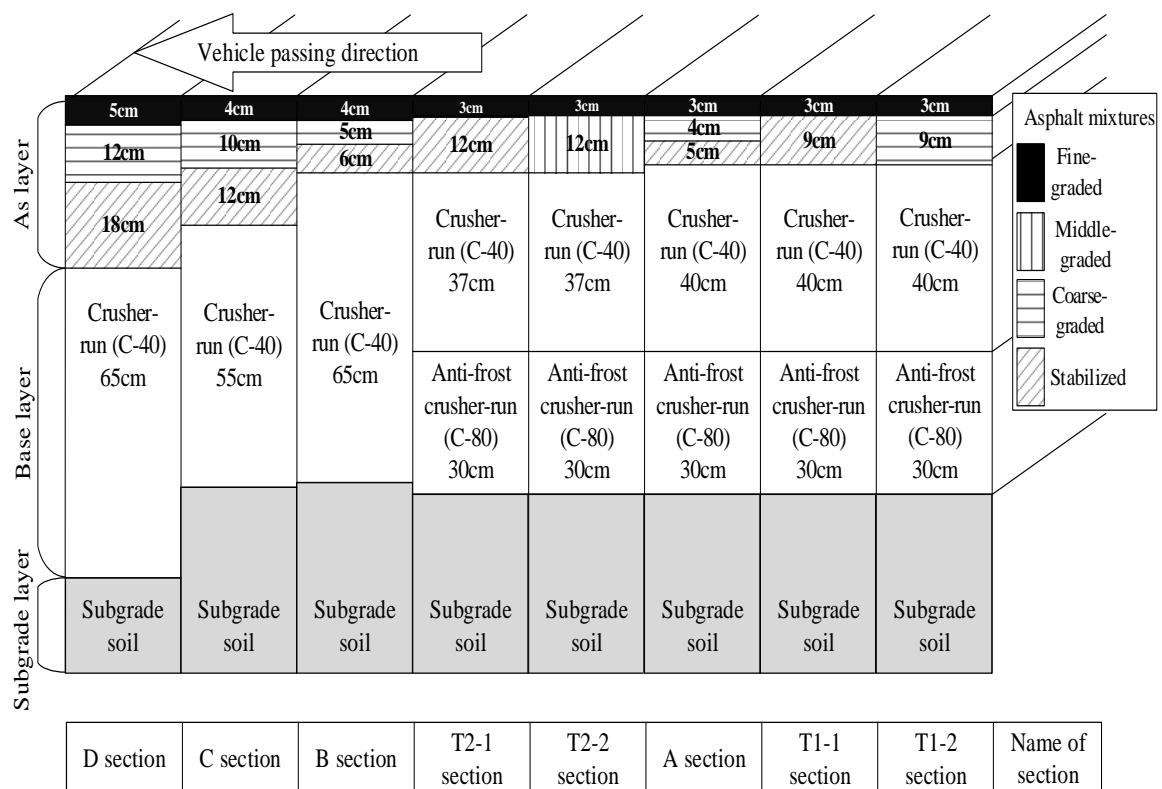 Vehicle passing direction
As layer
Base layer
Subgrade layer
5cm
12cm
18cm
Crusher-
run (C-40)
65cm
Subgrade
soil
4cm
10cm
12cm
Crusher-
run (C-40)
55cm
Subgrade
soil
4cm
5cm
6cm
Crusher-
run (C-40)
65cm
Subgrade
soil
3cm
12cm
Crusher-
run (C-40)
37cm
Anti-frost
crusher-run
(C-80)
30cm
Subgrade
soil
3cm
12cm
Crusher-
run (C-40)
37cm
Anti-frost
crusher-run
(C-80)
30cm
Subgrade
soil
3cm
4cm
5cm
Crusher-
run (C-40)
40cm
Anti-frost
crusher-run
(C-80)
30cm
Subgrade
soil
3cm
9cm
Crusher-
run (C-40)
40cm
Anti-frost
crusher-run
(C-80)
30cm
Subgrade
soil
3cm
9cm
Crusher-
run (C-40)
40cm
Anti-frost
crusher-run
(C-80)
30cm
Subgrade
soil
Asphalt mixtures
Fine-
graded
Middle-
graded
Coarse-
graded
Stabilized
D section
C section
B section
T2-1
section
T2-2
section
A section
T1-1
section
T1-2
section
Name of
section